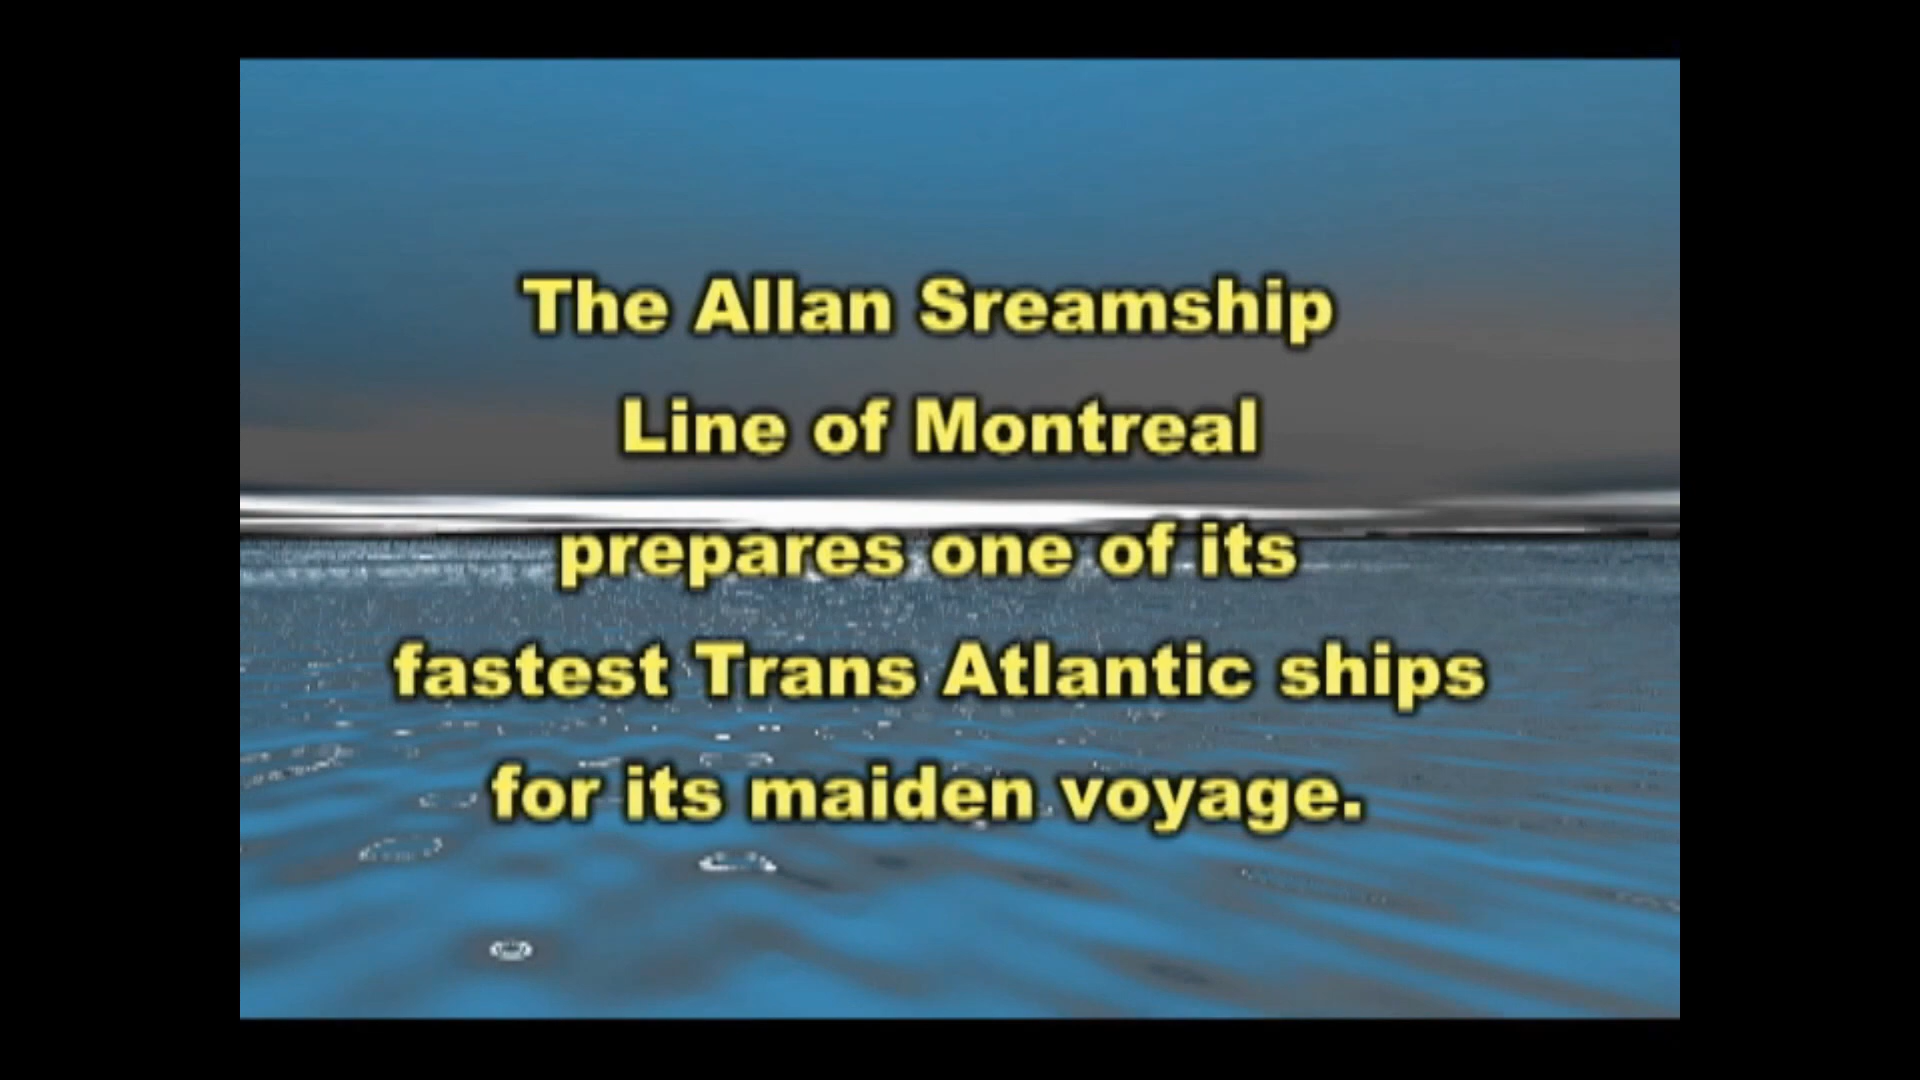 The Allan Sreamship
Line of Montreal
prepares one of its
fastest Trans Atlantic ships
for its maiden voyage.